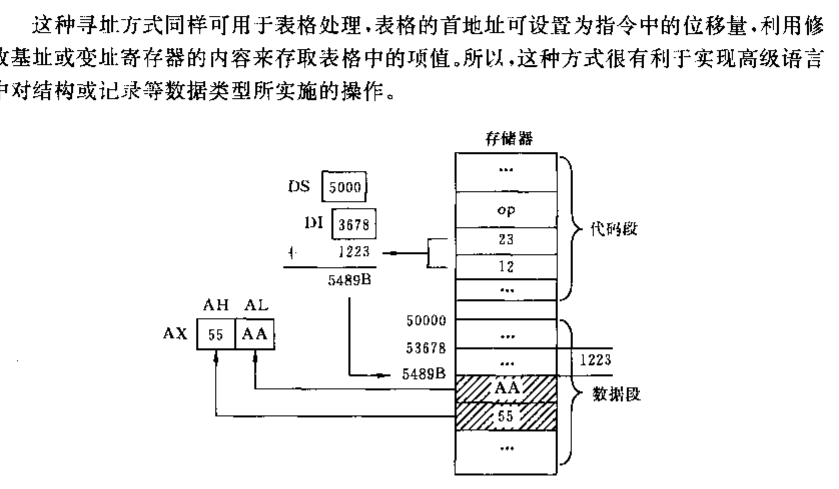 这种寻址方式同样可用于表格处理,表格的首地址可设置为指令中的位移量,利用修
改基址或变址寄存器的内容来存取表格中的项值。所以,这种方式很有利于实现高级语言
中对结构或记录等数据类型所实施的操作。
存储器
...
DS 5000
op
DI 3678
代码段
23
+ 1223
12
5489B
...
AH AL
50000
...
AX 55 AA
53678
...
1223
5489B
AA
数据段
55
...